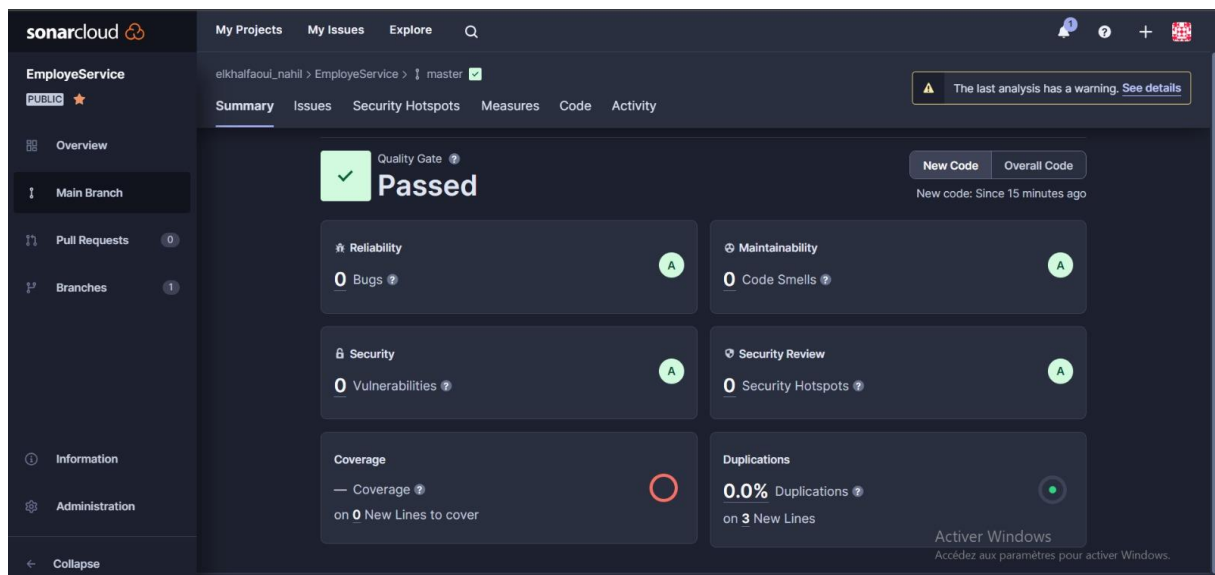 sonarcloud
My Projects My Issues Explore
1
EmployeService
PUBLIC
elkhalfaoui_nahil > EmployeService > master
The last analysis has a warning. See details
Summary Issues Security Hotspots Measures Code Activity
Overview
Main Branch
Pull Requests 0
Branches 1
Information
Administration
Collapse
Quality Gate ?
Passed
New Code Overall Code
New code: Since 15 minutes ago
Reliability
0 Bugs ?
A
Maintainability
0 Code Smells ?
A
Security
0 Vulnerabilities ?
A
Security Review
0 Security Hotspots ?
A
Coverage
— Coverage ?
on 0 New Lines to cover
Duplications
0.0% Duplications ?
on 3 New Lines
Activer Windows
Accédez aux paramètres pour activer Windows.